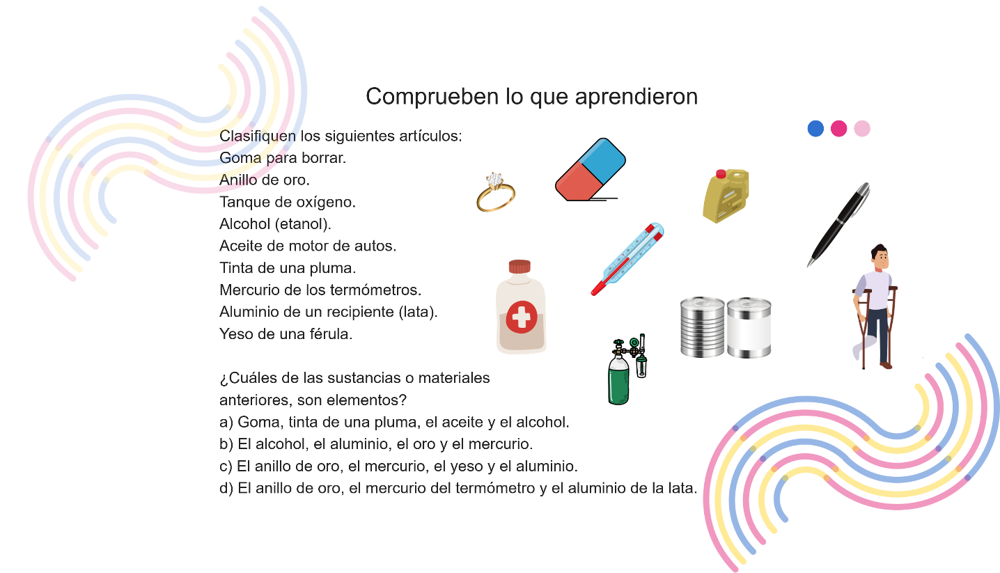 Comprueben lo que aprendieron
Clasifiquen los siguientes artículos:
Goma para borrar.
Anillo de oro.
Tanque de oxígeno.
Alcohol (etanol).
Aceite de motor de autos.
Tinta de una pluma.
Mercurio de los termómetros.
Aluminio de un recipiente (lata).
Yeso de una férula.
¿Cuáles de las sustancias o materiales
anteriores, son elementos?
a) Goma, tinta de una pluma, el aceite y el alcohol.
b) El alcohol, el aluminio, el oro y el mercurio.
c) El anillo de oro, el mercurio, el yeso y el aluminio.
d) El anillo de oro, el mercurio del termómetro y el aluminio de la lata.